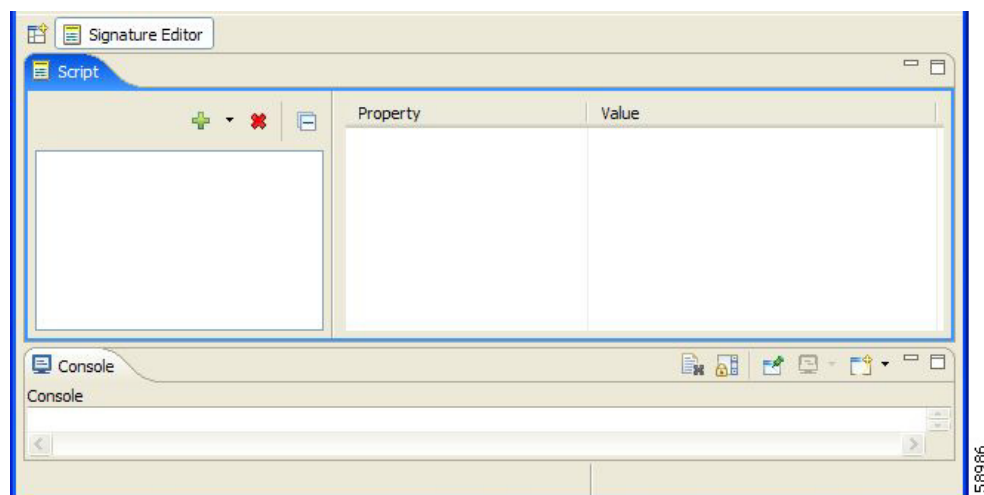 Signature Editor
Script
Property Value
Console
Console
58986